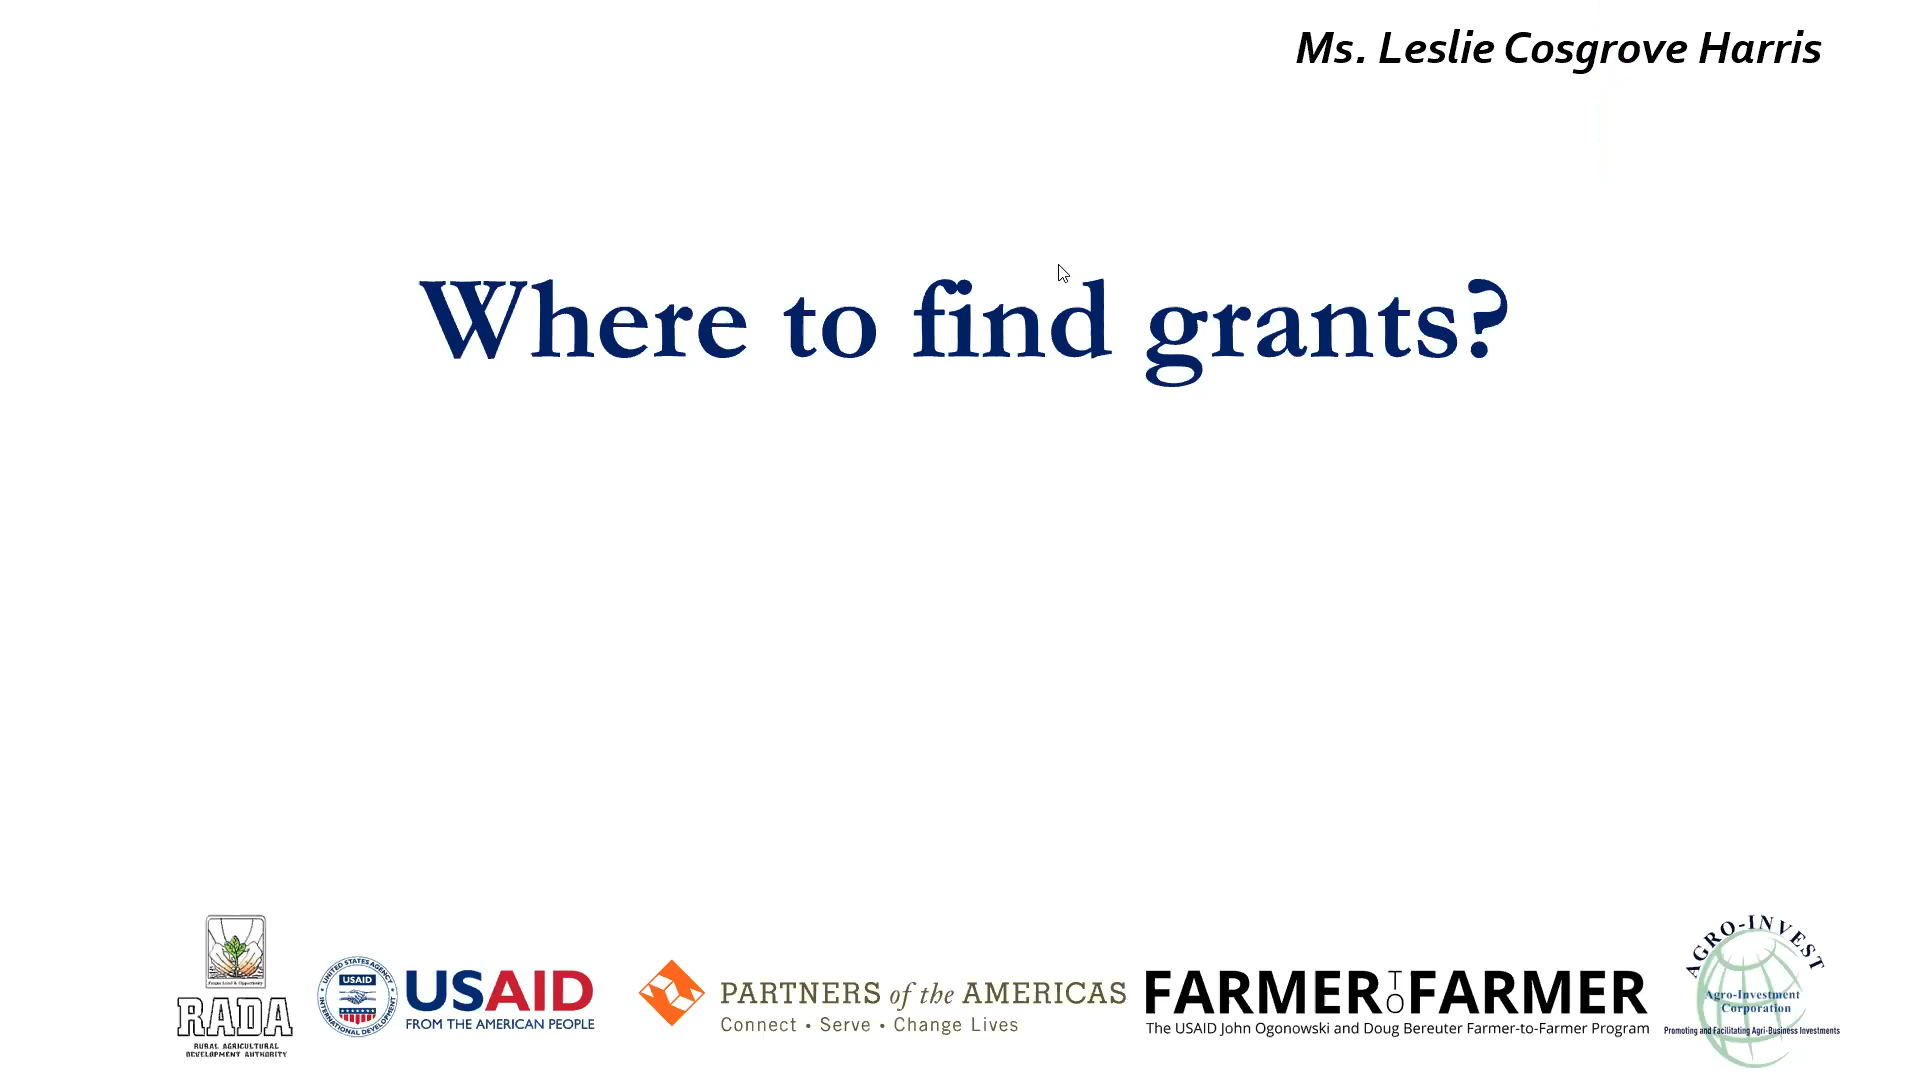 Ms. Leslie Cosgrove Harris
Where to find grants?
RADA
RURAL AGRICULTURAL
DEVELOPMENT AUTHORITY
UNITED STATES AGENCY
USAID
INTERNATIONAL DEVELOPMENT
USAID
FROM THE AMERICAN PEOPLE
PARTNERS of the AMERICAS
Connect • Serve • Change Lives
FARMER TO FARMER
The USAID John Ogonowski and Doug Bereuter Farmer-to-Farmer Program
AGRO-INVEST
Agro-Investment
Corporation
Promoting and Facilitating Agri-Business Investments